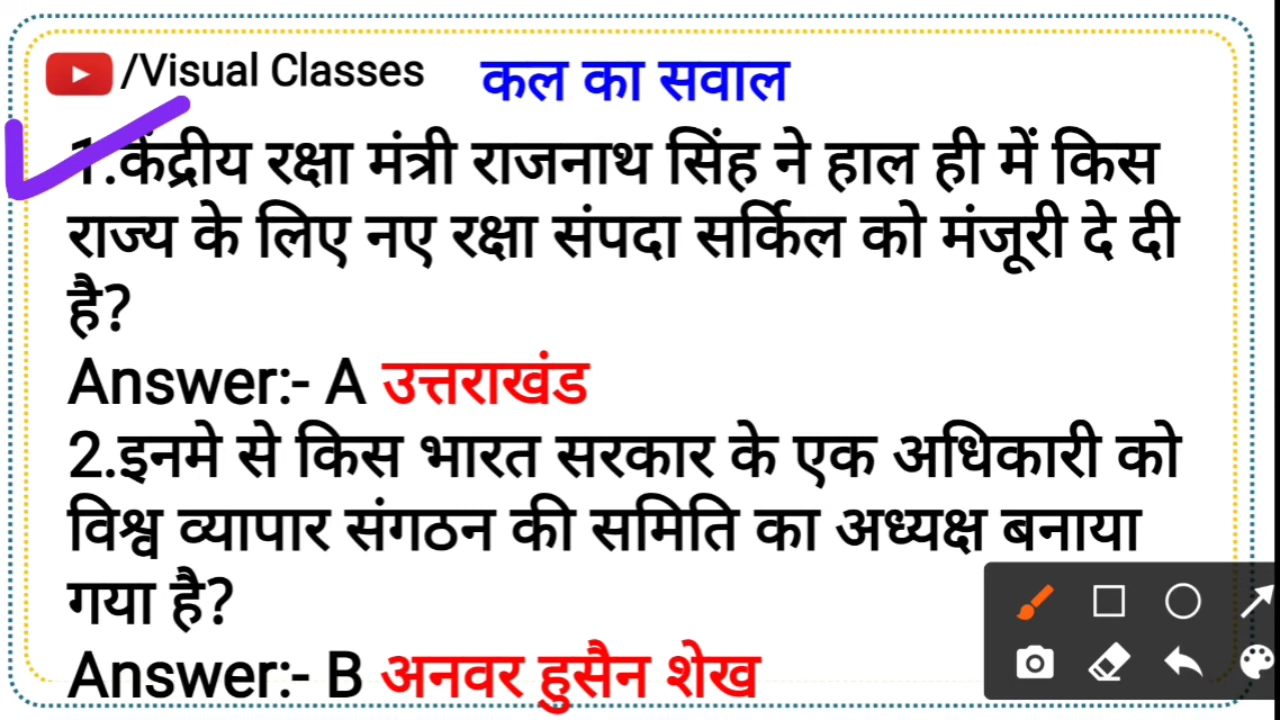 /Visual Classes कल का सवाल
1.केंद्रीय रक्षा मंत्री राजनाथ सिंह ने हाल ही में किस
राज्य के लिए नए रक्षा संपदा सर्किल को मंजूरी दे दी
है?
Answer:- A उत्तराखंड
2.इनमे से किस भारत सरकार के एक अधिकारी को
विश्व व्यापार संगठन की समिति का अध्यक्ष बनाया
गया है?
Answer:- B अनवर हुसैन शेख